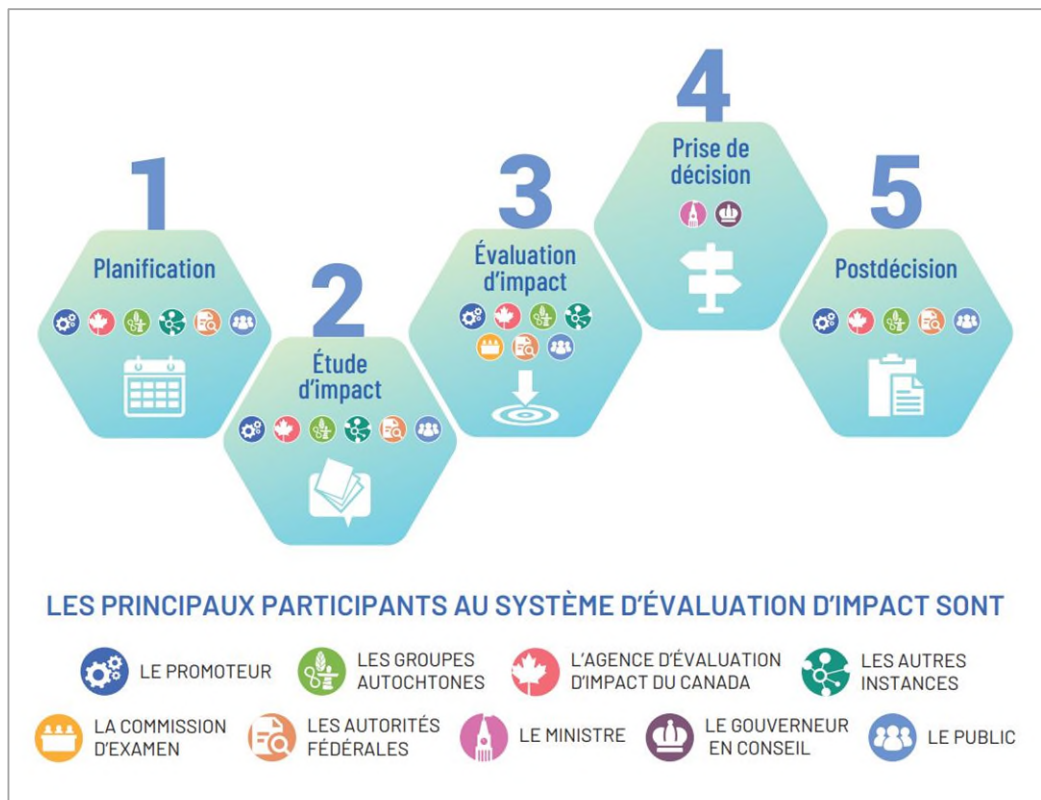 1
Planification
2
Étude
d'impact
3
Évaluation
d'impact
4
Prise de
décision
5
Postdécision
LES PRINCIPAUX PARTICIPANTS AU SYSTÈME D'ÉVALUATION D'IMPACT SONT
LE PROMOTEUR
LES GROUPES
AUTOCHTONES
L'AGENCE D'ÉVALUATION
D'IMPACT DU CANADA
LES AUTRES
INSTANCES
LA COMMISSION
D'EXAMEN
LES AUTORITÉS
FÉDÉRALES
LE MINISTRE
LE GOUVERNEUR
EN CONSEIL
LE PUBLIC